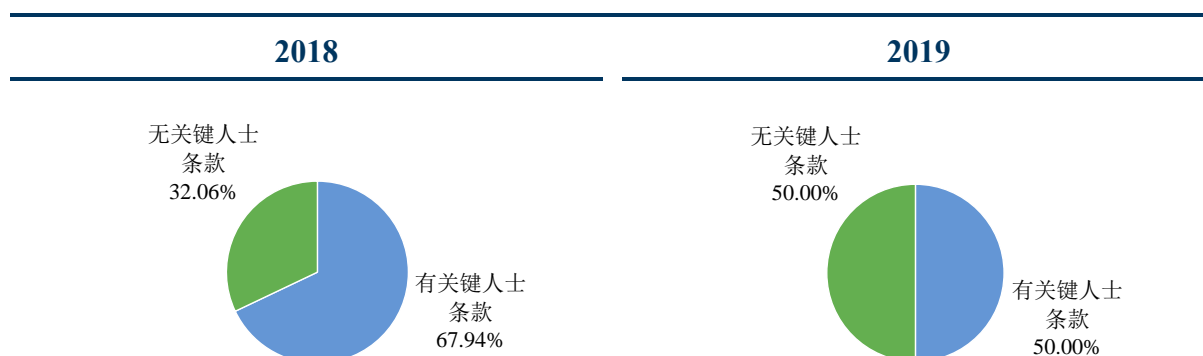 2018
2019
无关键人士
条款
32.06%
有关键人士
条款
67.94%
无关键人士
条款
50.00%
有关键人士
条款
50.00%